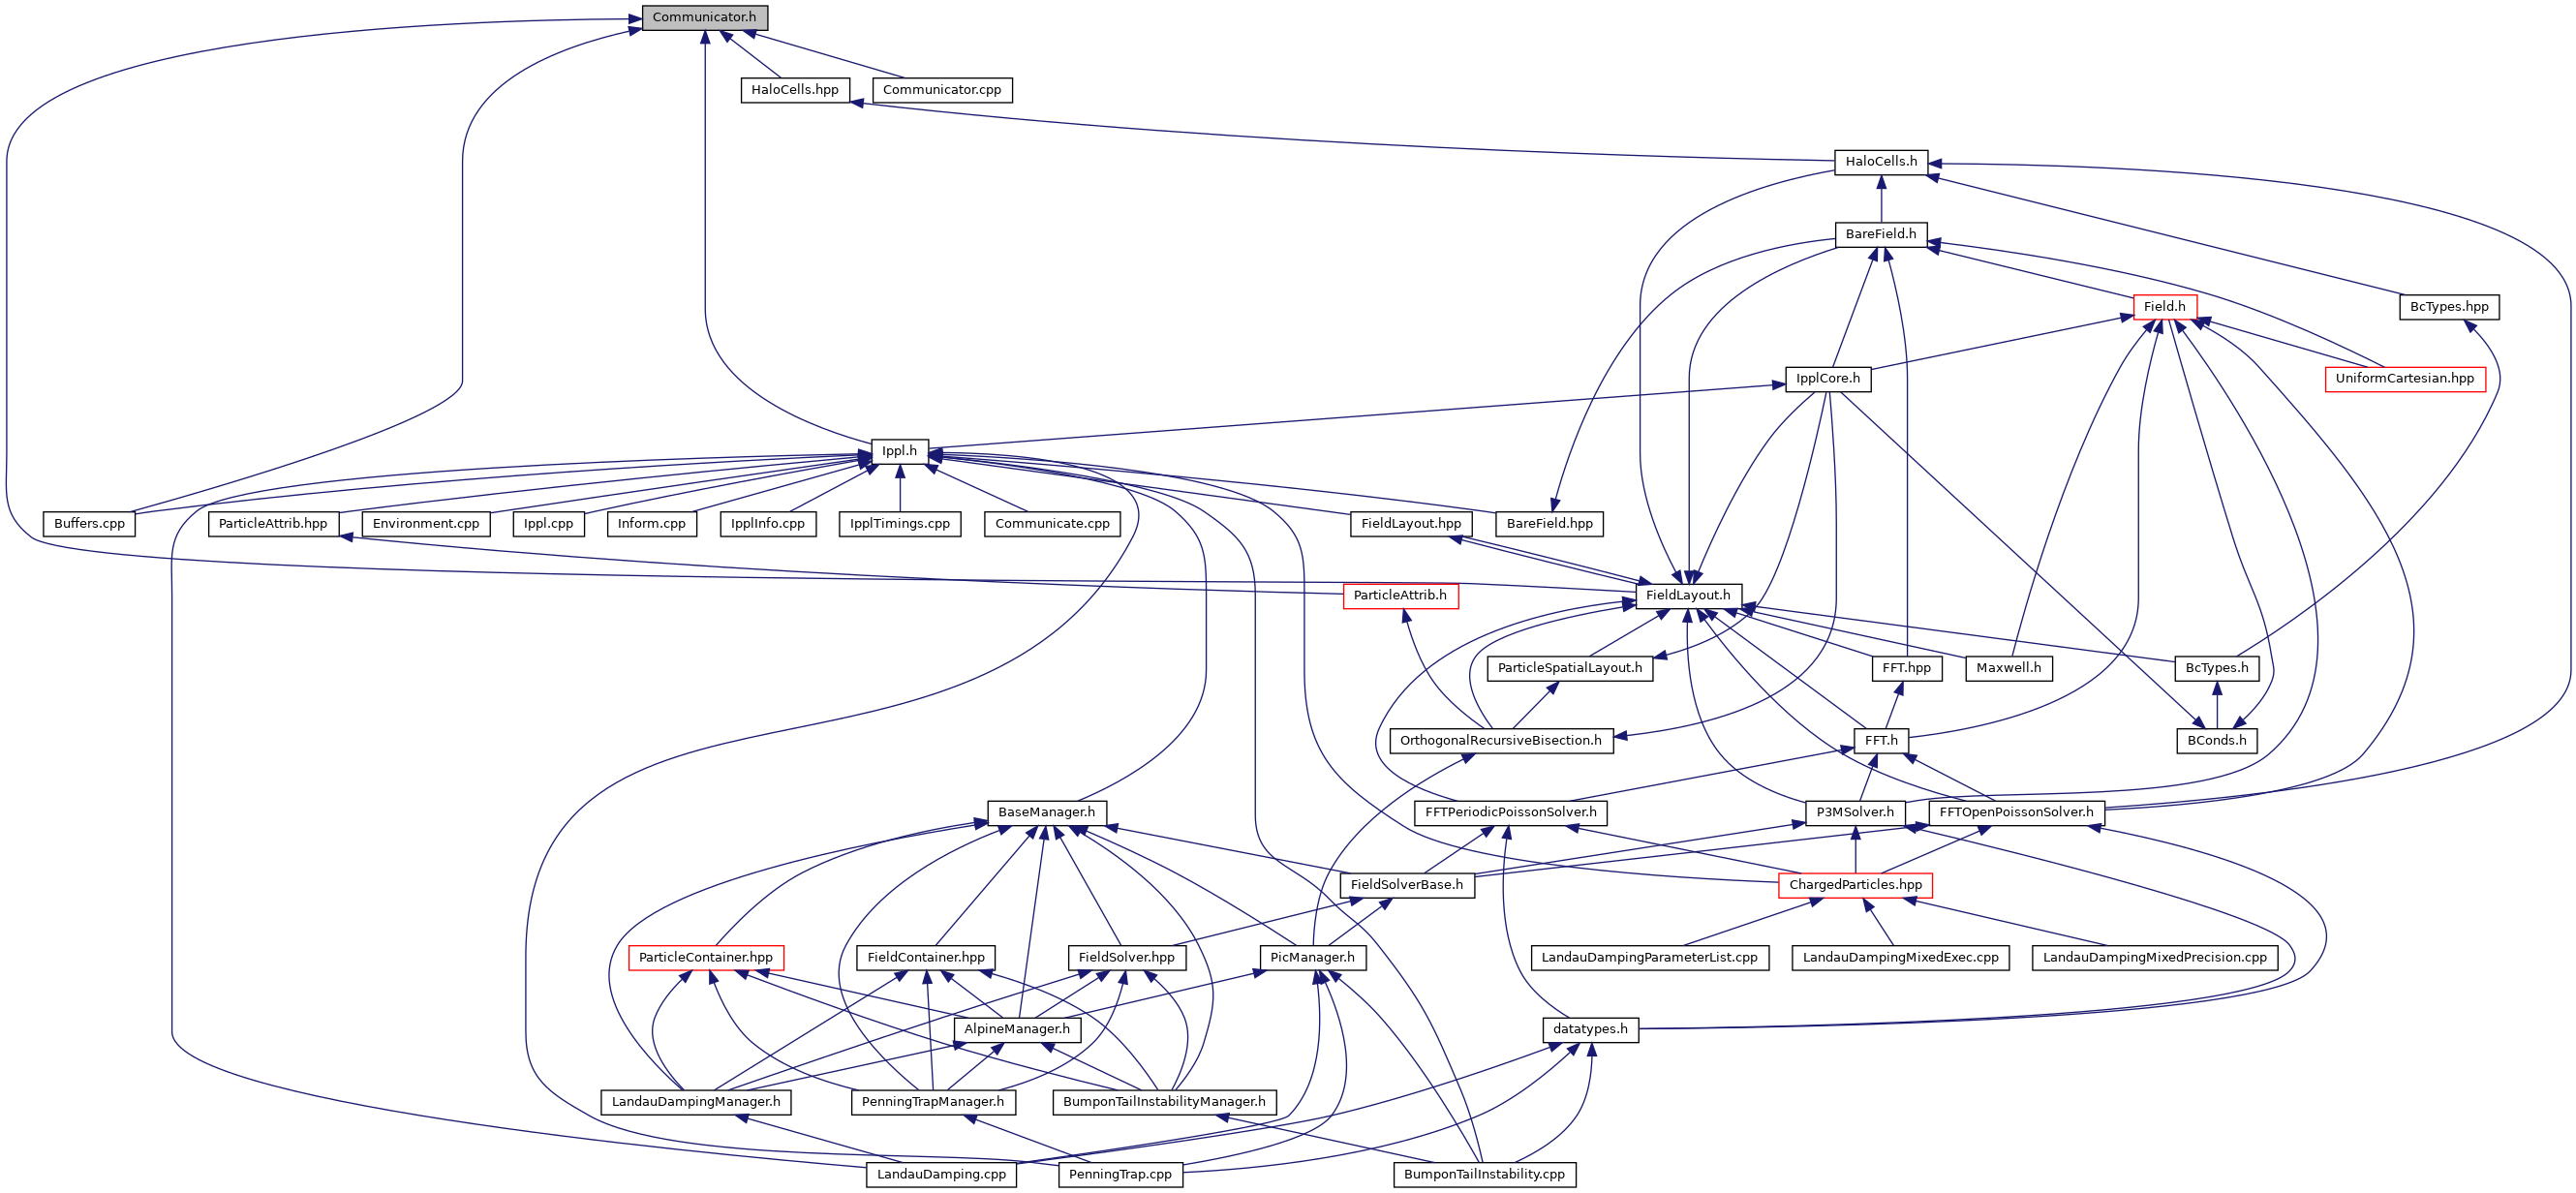 Communicator.h
HaloCells.hpp
Communicator.cpp
HaloCells.h
BareField.h
Field.h
BcTypes.hpp
IpplCore.h
UniformCartesian.hpp
Ippl.h
Buffers.cpp
ParticleAttrib.hpp
Environment.cpp
Ippl.cpp
Inform.cpp
IpplInfo.cpp
IpplTimings.cpp
Communicate.cpp
FieldLayout.hpp
BareField.hpp
ParticleAttrib.h
FieldLayout.h
ParticleSpatialLayout.h
FFT.hpp
Maxwell.h
BcTypes.h
OrthogonalRecursiveBisection.h
FFT.h
BConds.h
BaseManager.h
FFTPeriodicPoissonSolver.h
P3MSolver.h
FFTOpenPoissonSolver.h
FieldSolverBase.h
ChargedParticles.hpp
ParticleContainer.hpp
FieldContainer.hpp
FieldSolver.hpp
PicManager.h
LandauDampingParameterList.cpp
LandauDampingMixedExec.cpp
LandauDampingMixedPrecision.cpp
AlpineManager.h
datatypes.h
LandauDampingManager.h
PenningTrapManager.h
BumponTailInstabilityManager.h
LandauDamping.cpp
PenningTrap.cpp
BumponTailInstability.cpp